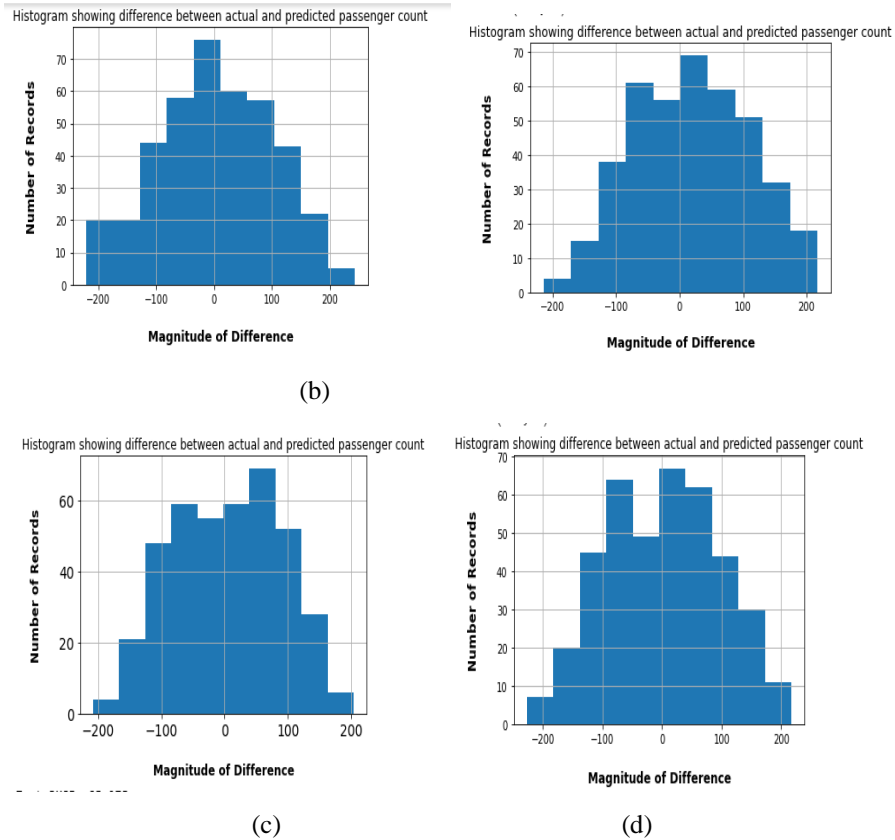 Histogram showing difference between actual and predicted passenger count
70
60
50
40
30
20
10
0
Number of Records
−200 −100 0 100 200
Magnitude of Difference
Histogram showing difference between actual and predicted passenger count
70
60
50
40
30
20
10
0
Number of Records
−200 −100 0 100 200
Magnitude of Difference
(b)
Histogram showing difference between actual and predicted passenger count
60
40
20
0
Number of Records
−200 −100 0 100 200
Magnitude of Difference
Histogram showing difference between actual and predicted passenger count
70
60
50
40
30
20
10
0
Number of Records
−200 −100 0 100 200
Magnitude of Difference
(c) (d)